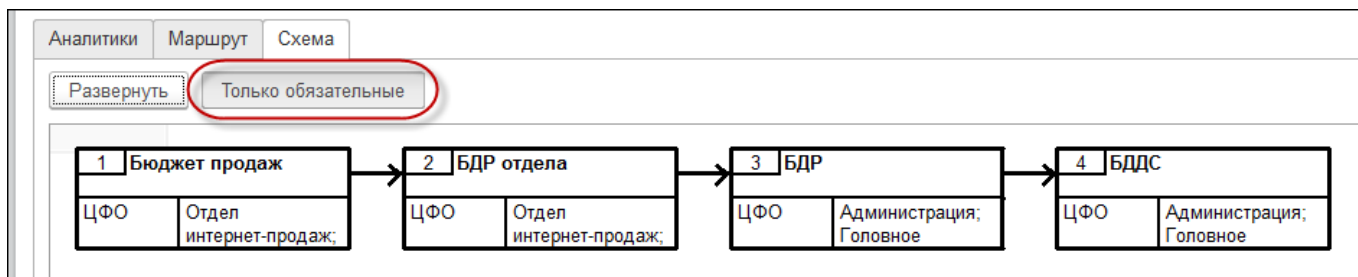 Аналитики Маршрут Схема
Развернуть Только обязательные
1 Бюджет продаж 2 БДР отдела 3 БДР 4 БДДС
ЦФО Отдел ЦФО Отдел ЦФО Администрация; ЦФО Администрация;
интернет-продаж; интернет-продаж; Головное Головное